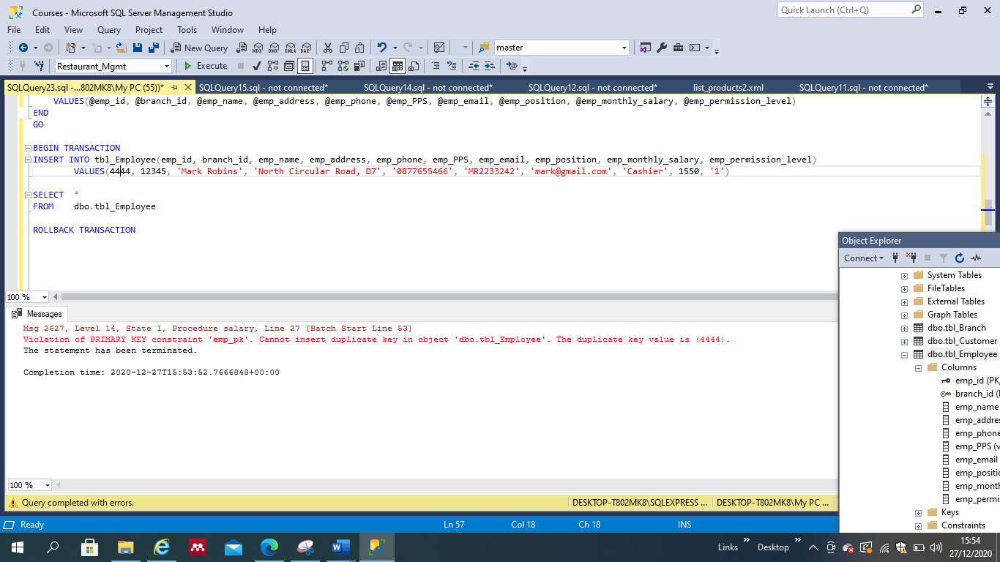 Courses - Microsoft SQL Server Management Studio
Quick Launch (Ctrl+Q)
File Edit View Query Project Tools Window Help
New Query
MDX DMX XMLA DAX
master
Restaurant_Mgmt
Execute
SQLQuery23.sql -...802MK8\My PC (55))* SQLQuery15.sql - not connected* SQLQuery14.sql - not connected* SQLQuery12.sql - not connected* list_products2.xml SQLQuery11.sql - not connected*
VALUES(@emp_id, @branch_id, @emp_name, @emp_address, @emp_phone, @emp_PPS, @emp_email, @emp_position, @emp_monthly_salary, @emp_permission_level)
END
GO
BEGIN TRANSACTION
INSERT INTO tbl_Employee(emp_id, branch_id, emp_name, emp_address, emp_phone, emp_PPS, emp_email, emp_position, emp_monthly_salary, emp_permission_level)
VALUES(4444, 12345, 'Mark Robins', 'North Circular Road, D7', '0877655466', 'MR2233242', 'mark@gmail.com', 'Cashier', 1550, '1')
SELECT *
FROM dbo.tbl_Employee
ROLLBACK TRANSACTION
100 %
Messages
Msg 2627, Level 14, State 1, Procedure salary, Line 27 [Batch Start Line 53]
Violation of PRIMARY KEY constraint 'emp_pk'. Cannot insert duplicate key in object 'dbo.tbl_Employee'. The duplicate key value is (4444).
The statement has been terminated.
Completion time: 2020-12-27T15:53:52.7666848+00:00
100 %
Query completed with errors.
DESKTOP-T802MK8\SQLEXPRESS ...
DESKTOP-T802MK8\My PC ...
Object Explorer
Connect
System Tables
FileTables
External Tables
Graph Tables
dbo.tbl_Branch
dbo.tbl_Customer
dbo.tbl_Employee
Columns
emp_id (PK,
branch_id (
emp_name
emp_addres
emp_phone
emp_PPS (v
emp_email
emp_positio
emp_month
emp_permis
Keys
Constraints
Ready
Ln 57
Col 18
Ch 18
INS
Links
Desktop
15:54
27/12/2020